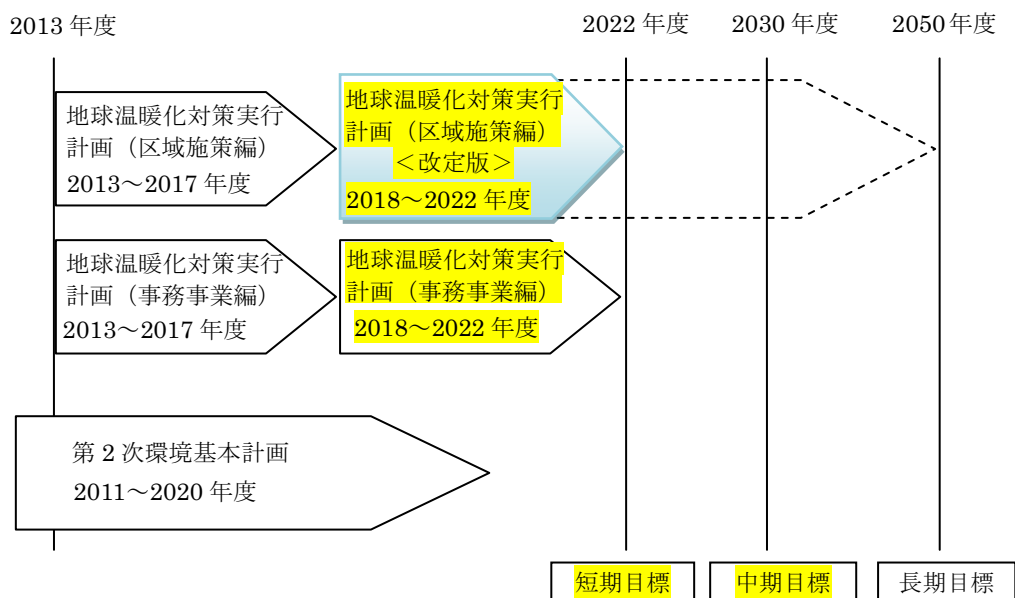 2013 年度
2022 年度
2030 年度
2050 年度
地球温暖化対策実行
計画（区域施策編）
2013～2017 年度
地球温暖化対策実行
計画（区域施策編）
＜改定版＞
2018～2022 年度
地球温暖化対策実行
計画（事務事業編）
2013～2017 年度
地球温暖化対策実行
計画（事務事業編）
2018～2022 年度
第 2 次環境基本計画
2011～2020 年度
短期目標
中期目標
長期目標